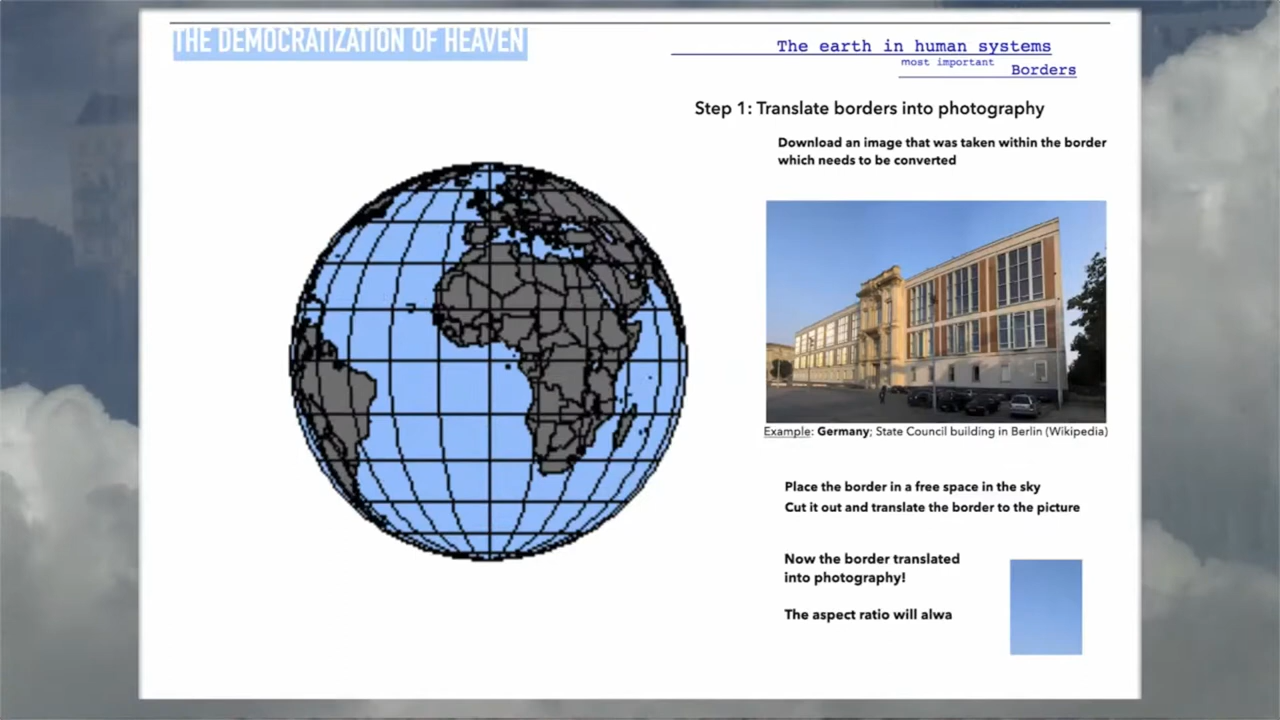 THE DEMOCRATIZATION OF HEAVEN
The earth in human systems
most important
Borders
Step 1: Translate borders into photography
Download an image that was taken within the border
which needs to be converted
Example: Germany; State Council building in Berlin (Wikipedia)
Place the border in a free space in the sky
Cut it out and translate the border to the picture
Now the border translated
into photography!
The aspect ratio will alwa